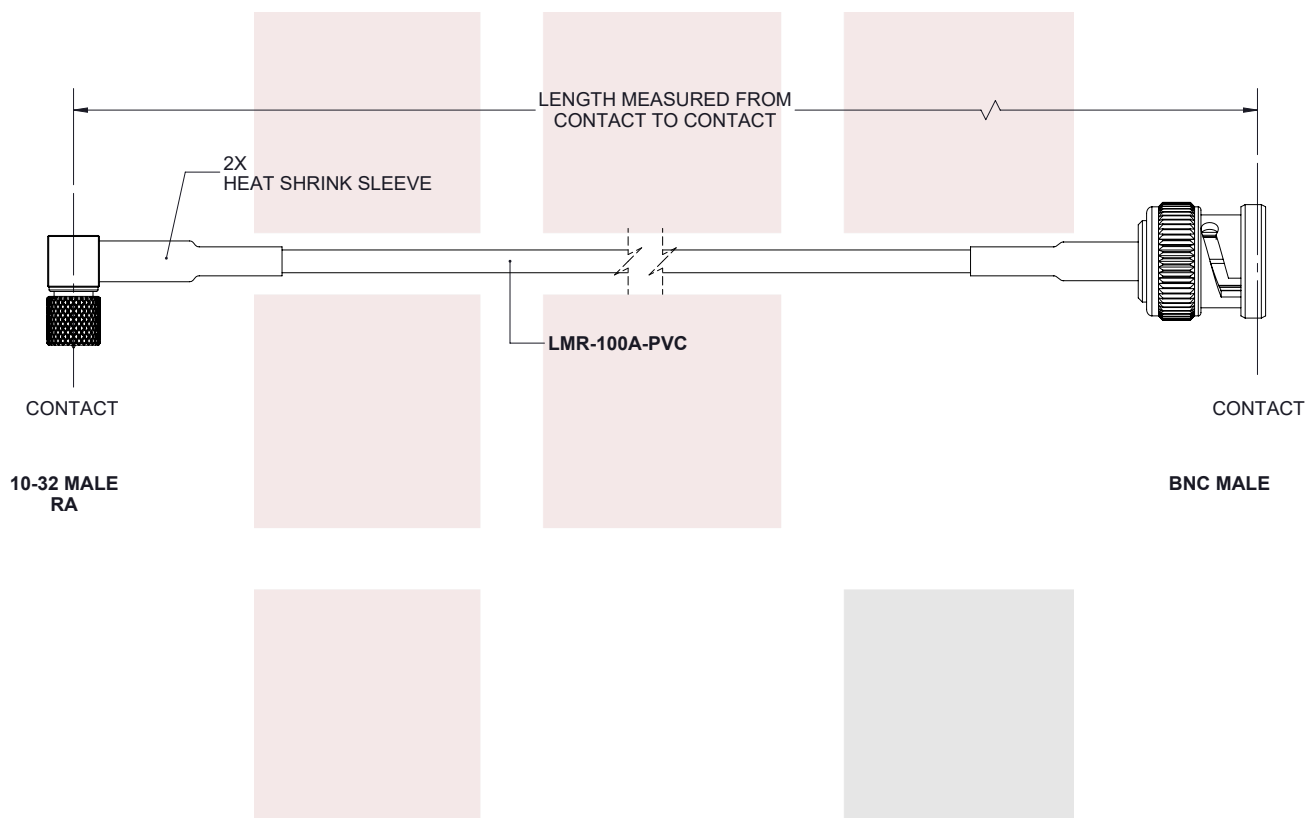 LENGTH MEASURED FROM
CONTACT TO CONTACT
2X
HEAT SHRINK SLEEVE
LMR-100A-PVC
CONTACT
CONTACT
10-32 MALE
RA
BNC MALE